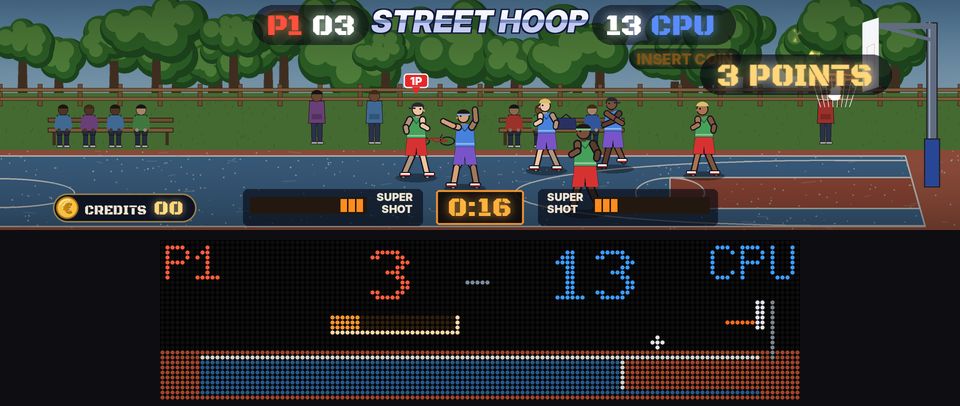 P1 03 STREET HOOP 13 CPU
INSERT COIN
3 POINTS
1P
CREDITS 00
SUPER SHOT
0:16
SUPER SHOT
P1 3 - 13 CPU